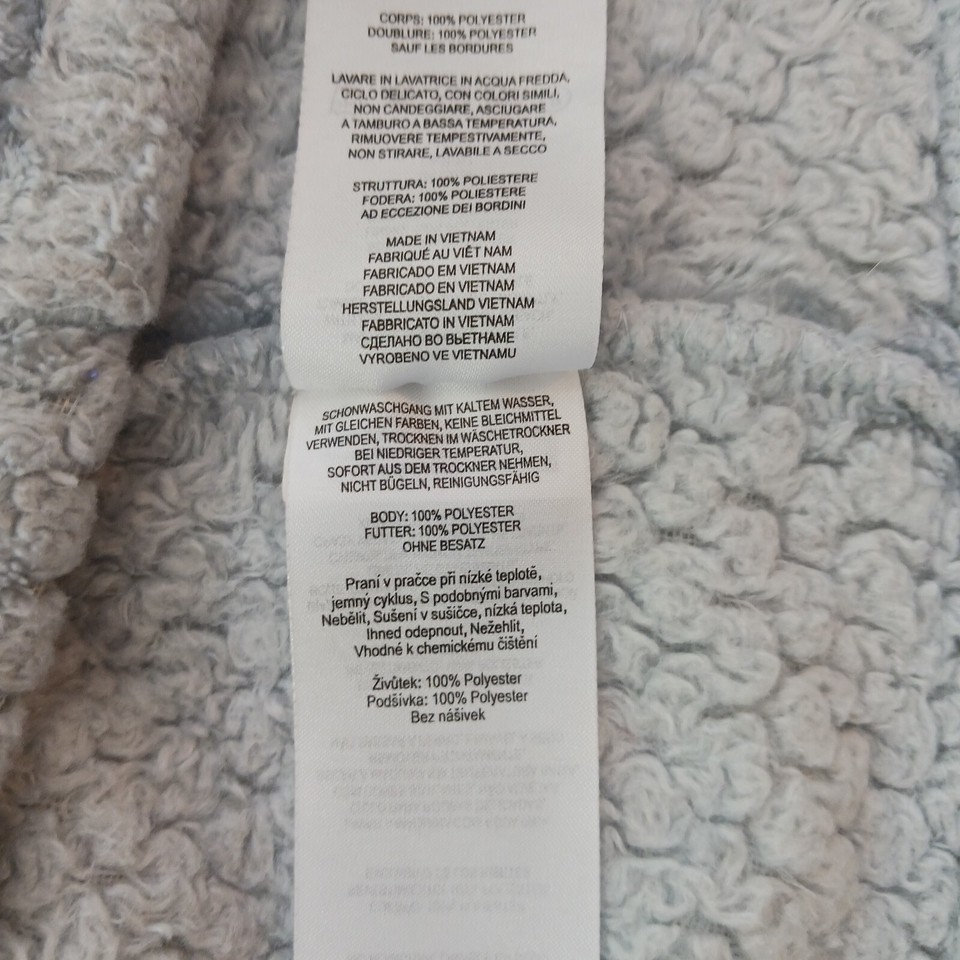 CORPS: 100% POLYESTER
DOUBLURE: 100% POLYESTER
SAUF LES BORDURES
LAVARE IN LAVATRICE IN ACQUA FREDDA,
CICLO DELICATO, CON COLORI SIMILI,
NON CANDEGGIARE, ASCIUGARE
A TAMBURO A BASSA TEMPERATURA,
RIMUOVERE TEMPESTIVAMENTE,
NON STIRARE, LAVABILE A SECCO
STRUTTURA: 100% POLIESTERE
FODERA: 100% POLIESTERE
AD ECCEZIONE DEI BORDINI
MADE IN VIETNAM
FABRIQUÉ AU VIÊT NAM
FABRICADO EM VIETNAM
FABRICADO EN VIETNAM
HERSTELLUNGSLAND VIETNAM
FABBRICATO IN VIETNAM
СДЕЛАНО ВО ВЬЕТНАМЕ
VYROBENO VE VIETNAMU
SCHONWASCHGANG MIT KALTEM WASSER,
MIT GLEICHEN FARBEN, KEINE BLEICHMITTEL
VERWENDEN, TROCKNEN IM WÄSCHETROCKNER
BEI NIEDRIGER TEMPERATUR,
SOFORT AUS DEM TROCKNER NEHMEN,
NICHT BÜGELN, REINIGUNGSFÄHIG
BODY: 100% POLYESTER
FUTTER: 100% POLYESTER
OHNE BESATZ
Praní v pračce při nízké teplotě,
jemný cyklus, S podobnými barvami,
Nebělit, Sušení v sušičce, nízká teplota,
Ihned odepnout, Nežehlit,
Vhodné k chemickému čištění
Živůtek: 100% Polyester
Podšívka: 100% Polyester
Bez nášivek